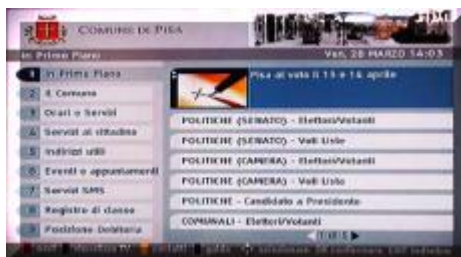 COMUNE DI PISA
In Primo Piano
Ven, 28 MARZO 14:03
1 In Primo Piano
2 Il Comune
3 Orari e Servizi
4 Servizi al cittadino
5 Indirizzi utili
6 Eventi e appuntamenti
7 Servizi SMS
8 Registro di classe
9 Posizione Debitoria
Pisa al voto il 13 e 14 aprile
POLITICHE (SENATO) - Elettori/Votanti
POLITICHE (SENATO) - Voti Liste
POLITICHE (CAMERA) - Elettori/Votanti
POLITICHE (CAMERA) - Voti Liste
POLITICHE - Candidato a Presidente
COMUNALI - Elettori/Votanti